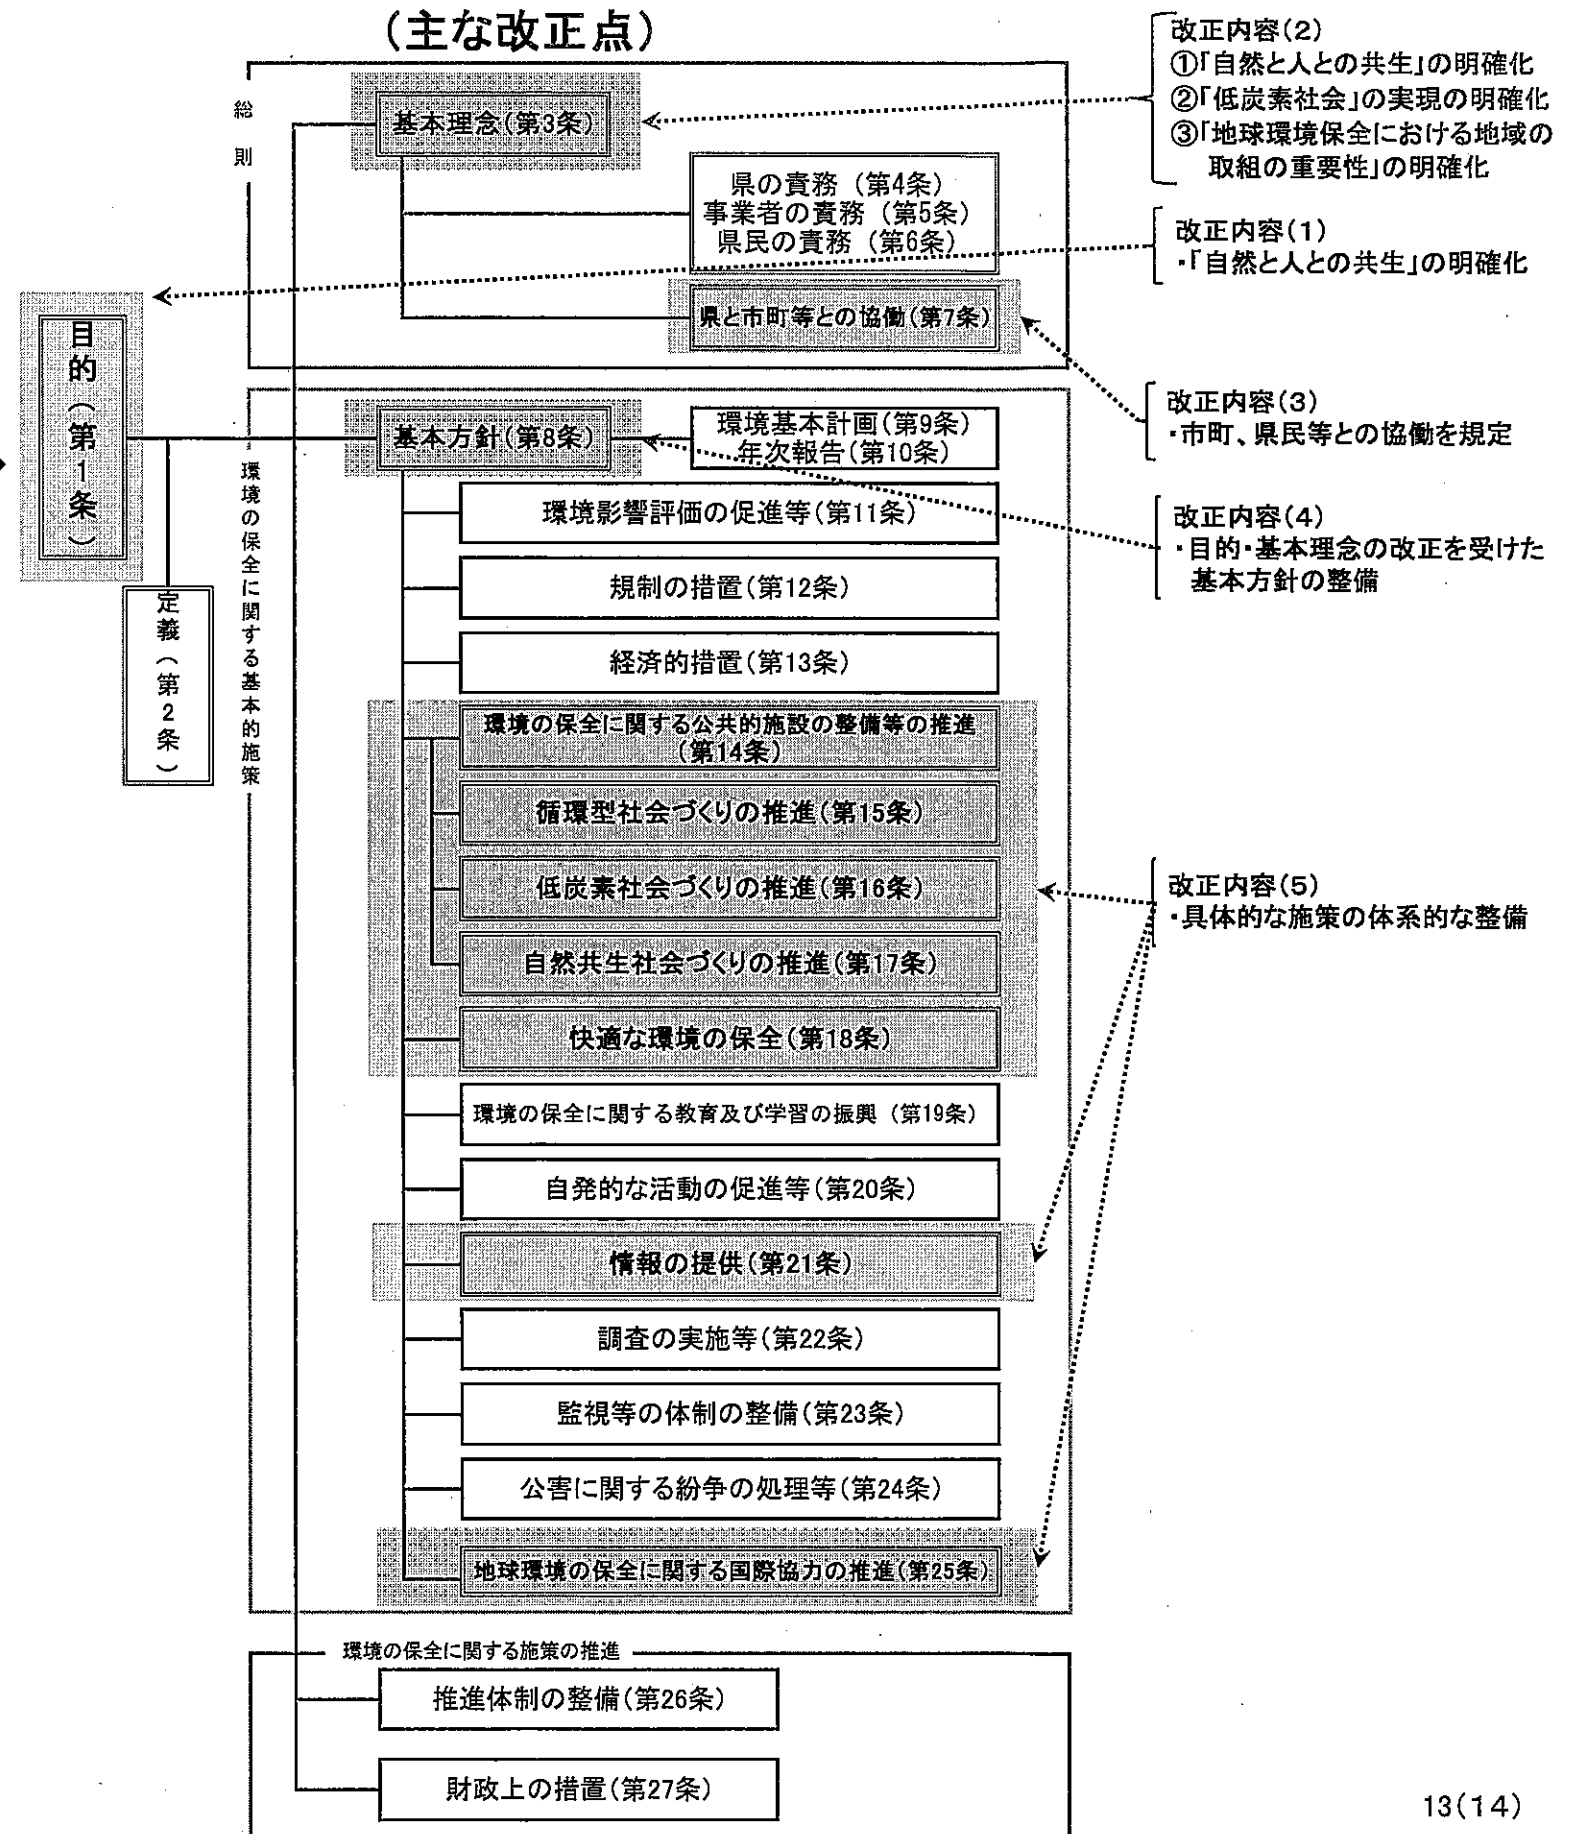 (主な改正点)
総則
基本理念(第3条)
県の責務(第4条)
事業者の責務(第5条)
県民の責務(第6条)
県と市町等との協働(第7条)
改正内容(2)
①「自然と人との共生」の明確化
②「低炭素社会」の実現の明確化
③「地球環境保全における地域の
取組の重要性」の明確化
改正内容(1)
・「自然と人との共生」の明確化
目的(第1条)
定義(第2条)
環境の保全に関する基本的施策
基本方針(第8条)
環境基本計画(第9条)
年次報告(第10条)
改正内容(3)
・市町、県民等との協働を規定
環境影響評価の促進等(第11条)
改正内容(4)
・目的・基本理念の改正を受けた
基本方針の整備
規制の措置(第12条)
経済的措置(第13条)
環境の保全に関する公共的施設の整備等の推進
(第14条)
循環型社会づくりの推進(第15条)
低炭素社会づくりの推進(第16条)
自然共生社会づくりの推進(第17条)
快適な環境の保全(第18条)
改正内容(5)
・具体的な施策の体系的な整備
環境の保全に関する教育及び学習の振興(第19条)
自発的な活動の促進等(第20条)
情報の提供(第21条)
調査の実施等(第22条)
監視等の体制の整備(第23条)
公害に関する紛争の処理等(第24条)
地球環境の保全に関する国際協力の推進(第25条)
環境の保全に関する施策の推進
推進体制の整備(第26条)
財政上の措置(第27条)
13(14)